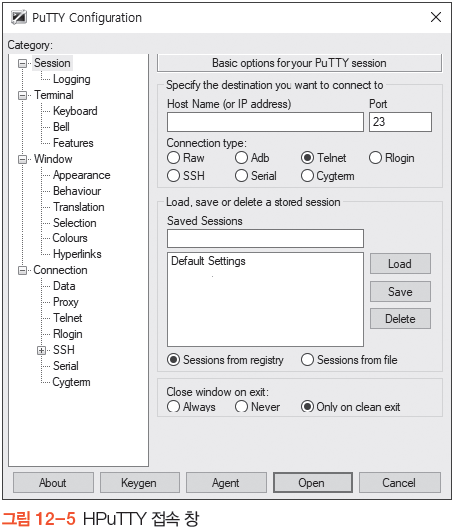 PuTTY Configuration
Category:
Session
Logging
Terminal
Keyboard
Bell
Features
Window
Appearance
Behaviour
Translation
Selection
Colours
Hyperlinks
Connection
Data
Proxy
Telnet
Rlogin
SSH
Serial
Cygterm
Basic options for your PuTTY session
Specify the destination you want to connect to
Host Name (or IP address) Port
23
Connection type:
Raw Adb Telnet Rlogin
SSH Serial Cygterm
Load, save or delete a stored session
Saved Sessions
Default Settings
Load
Save
Delete
Sessions from registry Sessions from file
Close window on exit:
Always Never Only on clean exit
About Keygen Agent Open Cancel
그림 12-5 HPuTTY 접속 창